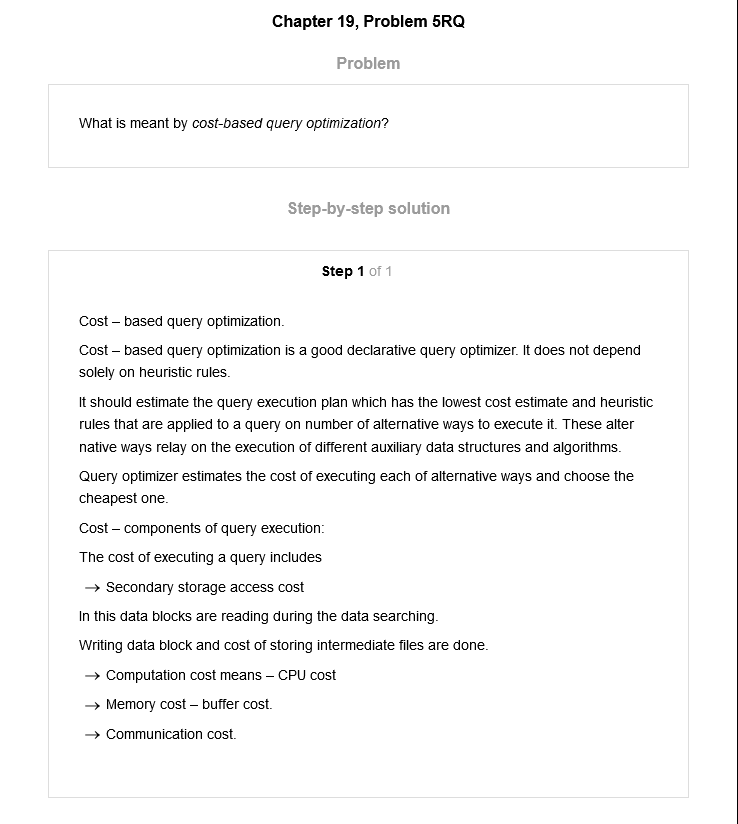 Chapter 19, Problem 5RQ
Problem
What is meant by cost-based query optimization?
Step-by-step solution
Step 1 of 1
Cost – based query optimization.
Cost – based query optimization is a good declarative query optimizer. It does not depend
solely on heuristic rules.
It should estimate the query execution plan which has the lowest cost estimate and heuristic
rules that are applied to a query on number of alternative ways to execute it. These alter
native ways relay on the execution of different auxiliary data structures and algorithms.
Query optimizer estimates the cost of executing each of alternative ways and choose the
cheapest one.
Cost – components of query execution:
The cost of executing a query includes
→ Secondary storage access cost
In this data blocks are reading during the data searching.
Writing data block and cost of storing intermediate files are done.
→ Computation cost means – CPU cost
→ Memory cost – buffer cost.
→ Communication cost.